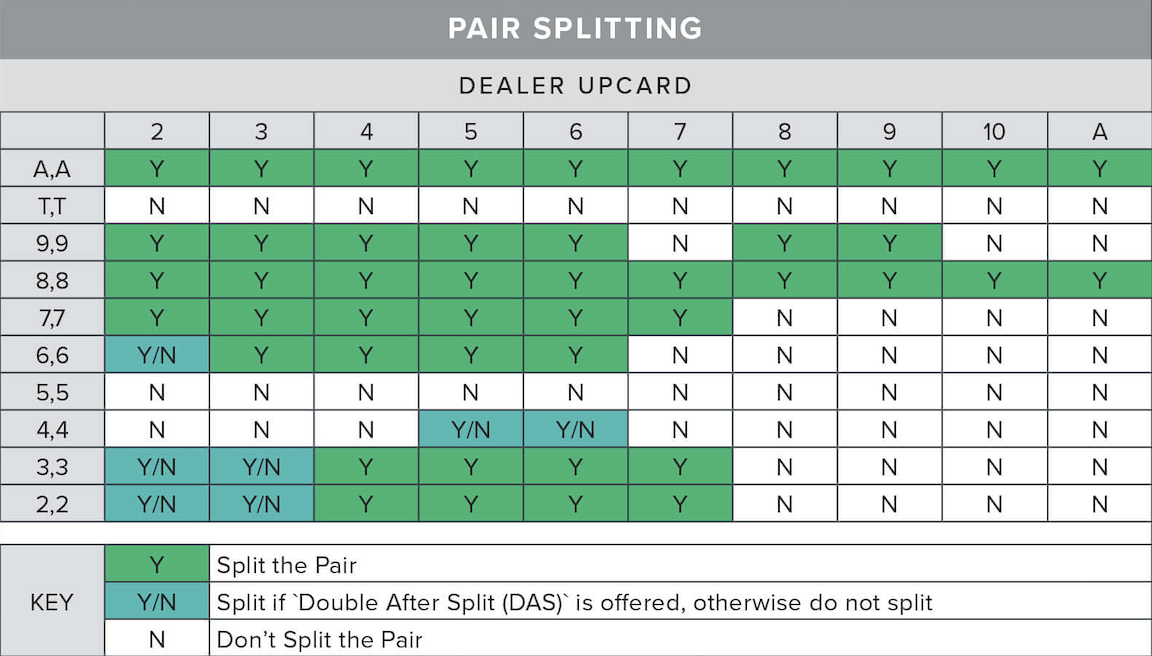 PAIR SPLITTING
DEALER UPCARD
2 3 4 5 6 7 8 9 10 A
A,A Y Y Y Y Y Y Y Y Y Y
T,T N N N N N N N N N N
9,9 Y Y Y Y Y N Y Y N N
8,8 Y Y Y Y Y Y Y Y Y Y
7,7 Y Y Y Y Y Y N N N N
6,6 Y/N Y Y Y Y N N N N N
5,5 N N N N N N N N N N
4,4 N N N Y/N Y/N N N N N N
3,3 Y/N Y/N Y Y Y Y N N N N
2,2 Y/N Y/N Y Y Y Y N N N N
Y Split the Pair
KEY Y/N Split if `Double After Split (DAS)` is offered, otherwise do not split
N Don’t Split the Pair